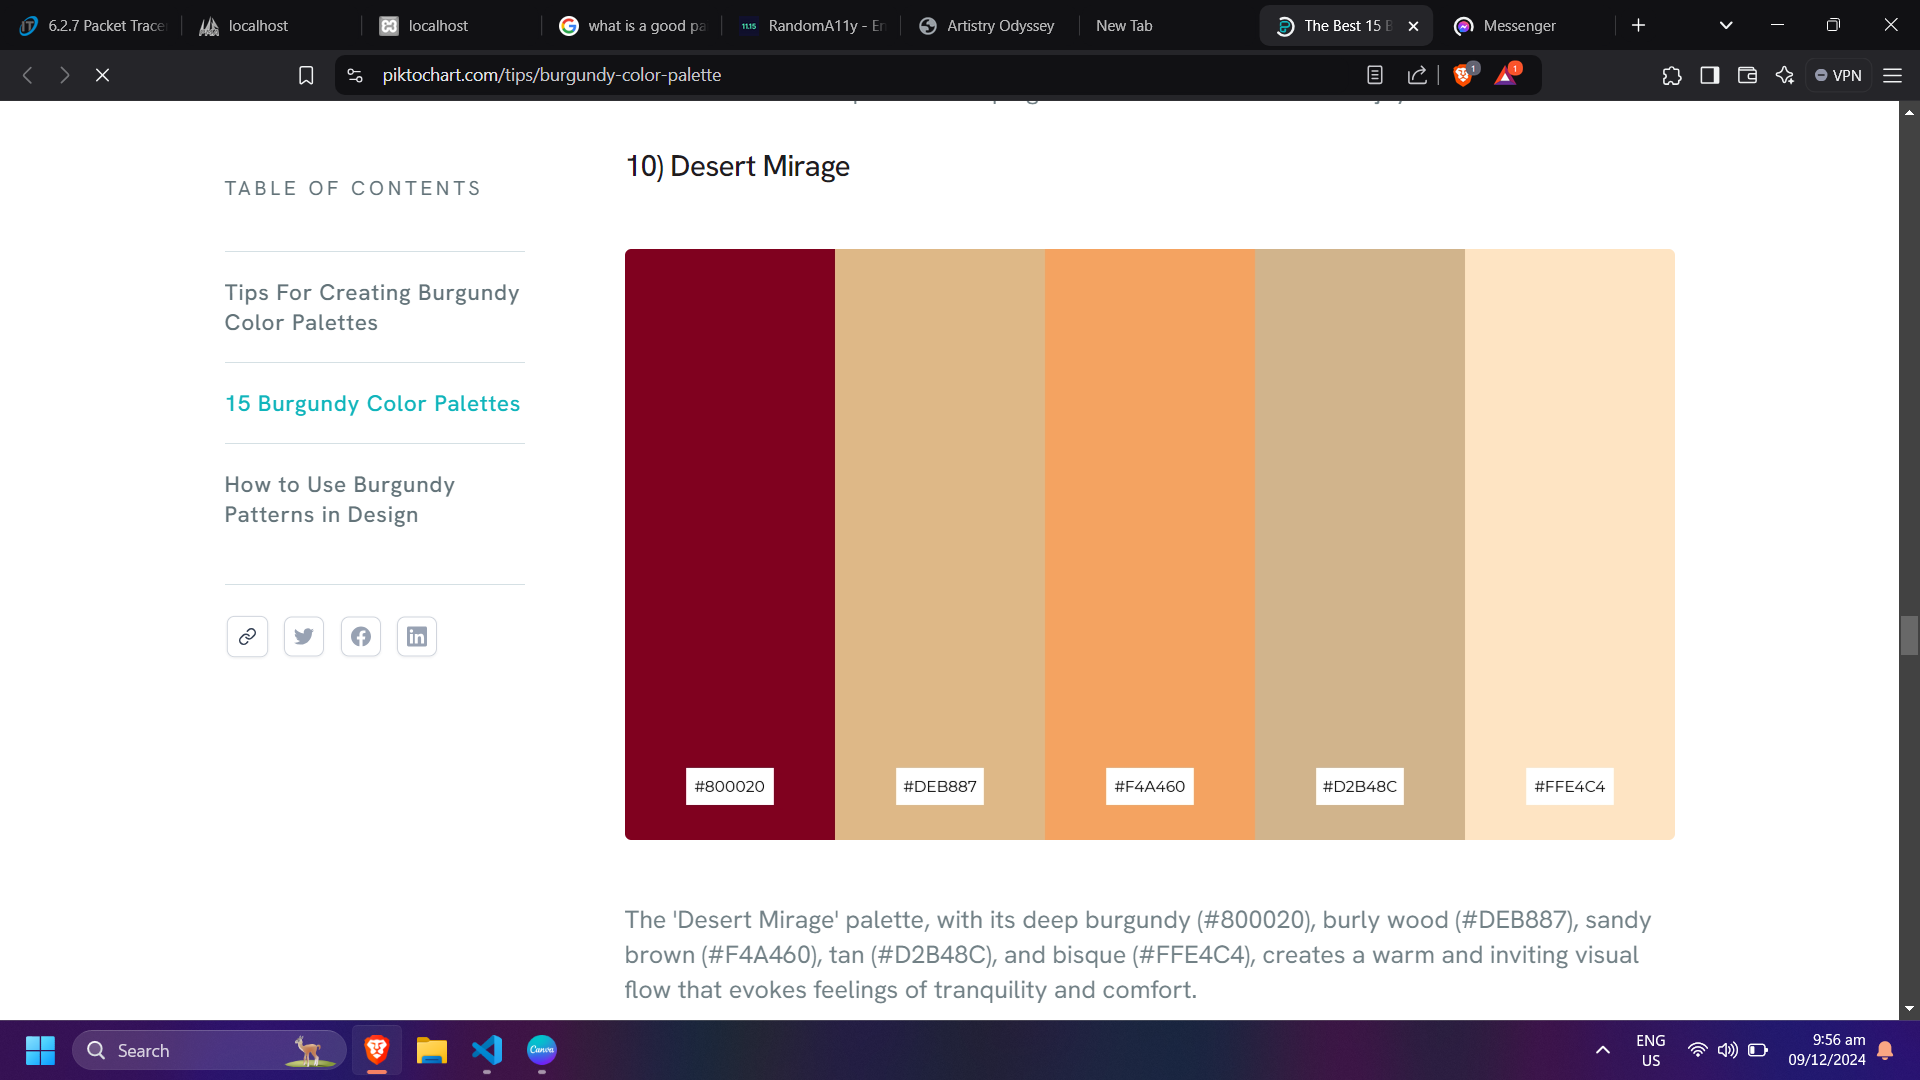 6.2.7 Packet Trace
localhost
localhost
what is a good pa
11:15
RandomA11y - En
Artistry Odyssey
New Tab
The Best 15 B
Messenger
piktochart.com/tips/burgundy-color-palette
1
1
VPN
TABLE OF CONTENTS
Tips For Creating Burgundy
Color Palettes
15 Burgundy Color Palettes
How to Use Burgundy
Patterns in Design
10) Desert Mirage
#800020
#DEB887
#F4A460
#D2B48C
#FFE4C4
The 'Desert Mirage' palette, with its deep burgundy (#800020), burly wood (#DEB887), sandy
brown (#F4A460), tan (#D2B48C), and bisque (#FFE4C4), creates a warm and inviting visual
flow that evokes feelings of tranquility and comfort.
Search
Canva
ENG
US
9:56 am
09/12/2024